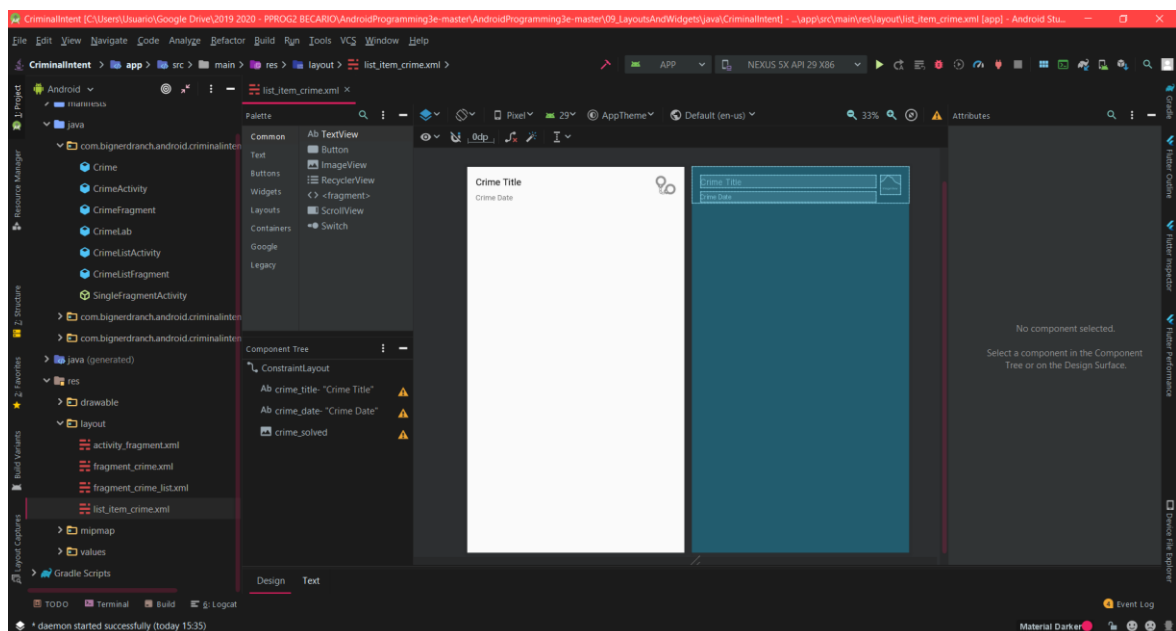 CriminalIntent [C:\Users\Usuario\Google Drive\2019 2020 - PPROG2 BECARIO\AndroidProgramming3e-master\AndroidProgramming3e-master\09_LayoutsAndWidgets\java\CriminalIntent] - ...\app\src\main\res\layout\list_item_crime.xml [app] - Android Stu...
File Edit View Navigate Code Analyze Refactor Build Run Tools VCS Window Help
CriminalIntent > app > src > main > res > layout > list_item_crime.xml >
APP
NEXUS 5X API 29 X86
Android
list_item_crime.xml
manifests
java
com.bignerdranch.android.criminalinten
Crime
CrimeActivity
CrimeFragment
CrimeLab
CrimeListActivity
CrimeListFragment
SingleFragmentActivity
com.bignerdranch.android.criminalinten
com.bignerdranch.android.criminalinten
java (generated)
res
drawable
layout
activity_fragment.xml
fragment_crime.xml
fragment_crime_list.xml
list_item_crime.xml
mipmap
values
Gradle Scripts
1: Project
Resource Manager
Z: Structure
2: Favorites
Build Variants
Layout Captures
Palette
Common
Text
Buttons
Widgets
Layouts
Containers
Google
Legacy
Ab TextView
Button
ImageView
RecyclerView
<> <fragment>
ScrollView
Switch
Component Tree
ConstraintLayout
Ab crime_title- "Crime Title"
Ab crime_date- "Crime Date"
crime_solved
Pixel
29
AppTheme
Default (en-us)
33%
0dp
Crime Title
Crime Date
Crime Title
Crime Date
Attributes
No component selected.
Select a component in the Component
Tree or on the Design Surface.
Gradle
Flutter Outline
Flutter Inspector
Flutter Performance
Device File Explorer
Design Text
TODO Terminal Build 6: Logcat
4 Event Log
* daemon started successfully (today 15:35)
Material Darker